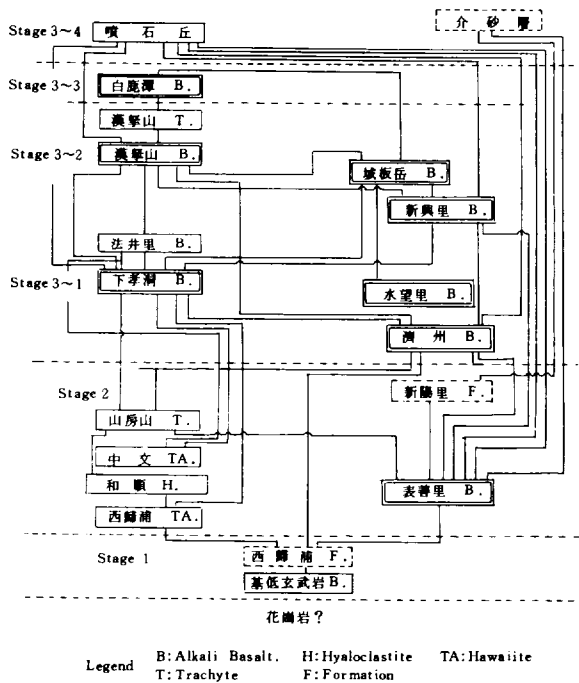 Stage 3~4
噴石丘
介砂層
Stage 3~3
白鹿潭 B.
漢拏山 T.
Stage 3~2
漢拏山 B.
城板岳 B.
新興里 B.
法井里 B.
Stage 3~1
下孝洞 B.
水望里 B.
濟州 B.
Stage 2
新陽里 F.
山房山 T.
中文 TA.
和順 H.
表善里 B.
西歸浦 TA.
Stage 1
西歸浦 F.
基低玄武岩 B.
花崗岩?
Legend
B:Alkali Basalt. H:Hyaloclastite TA:Hawaiite
T:Trachyte F:Formation